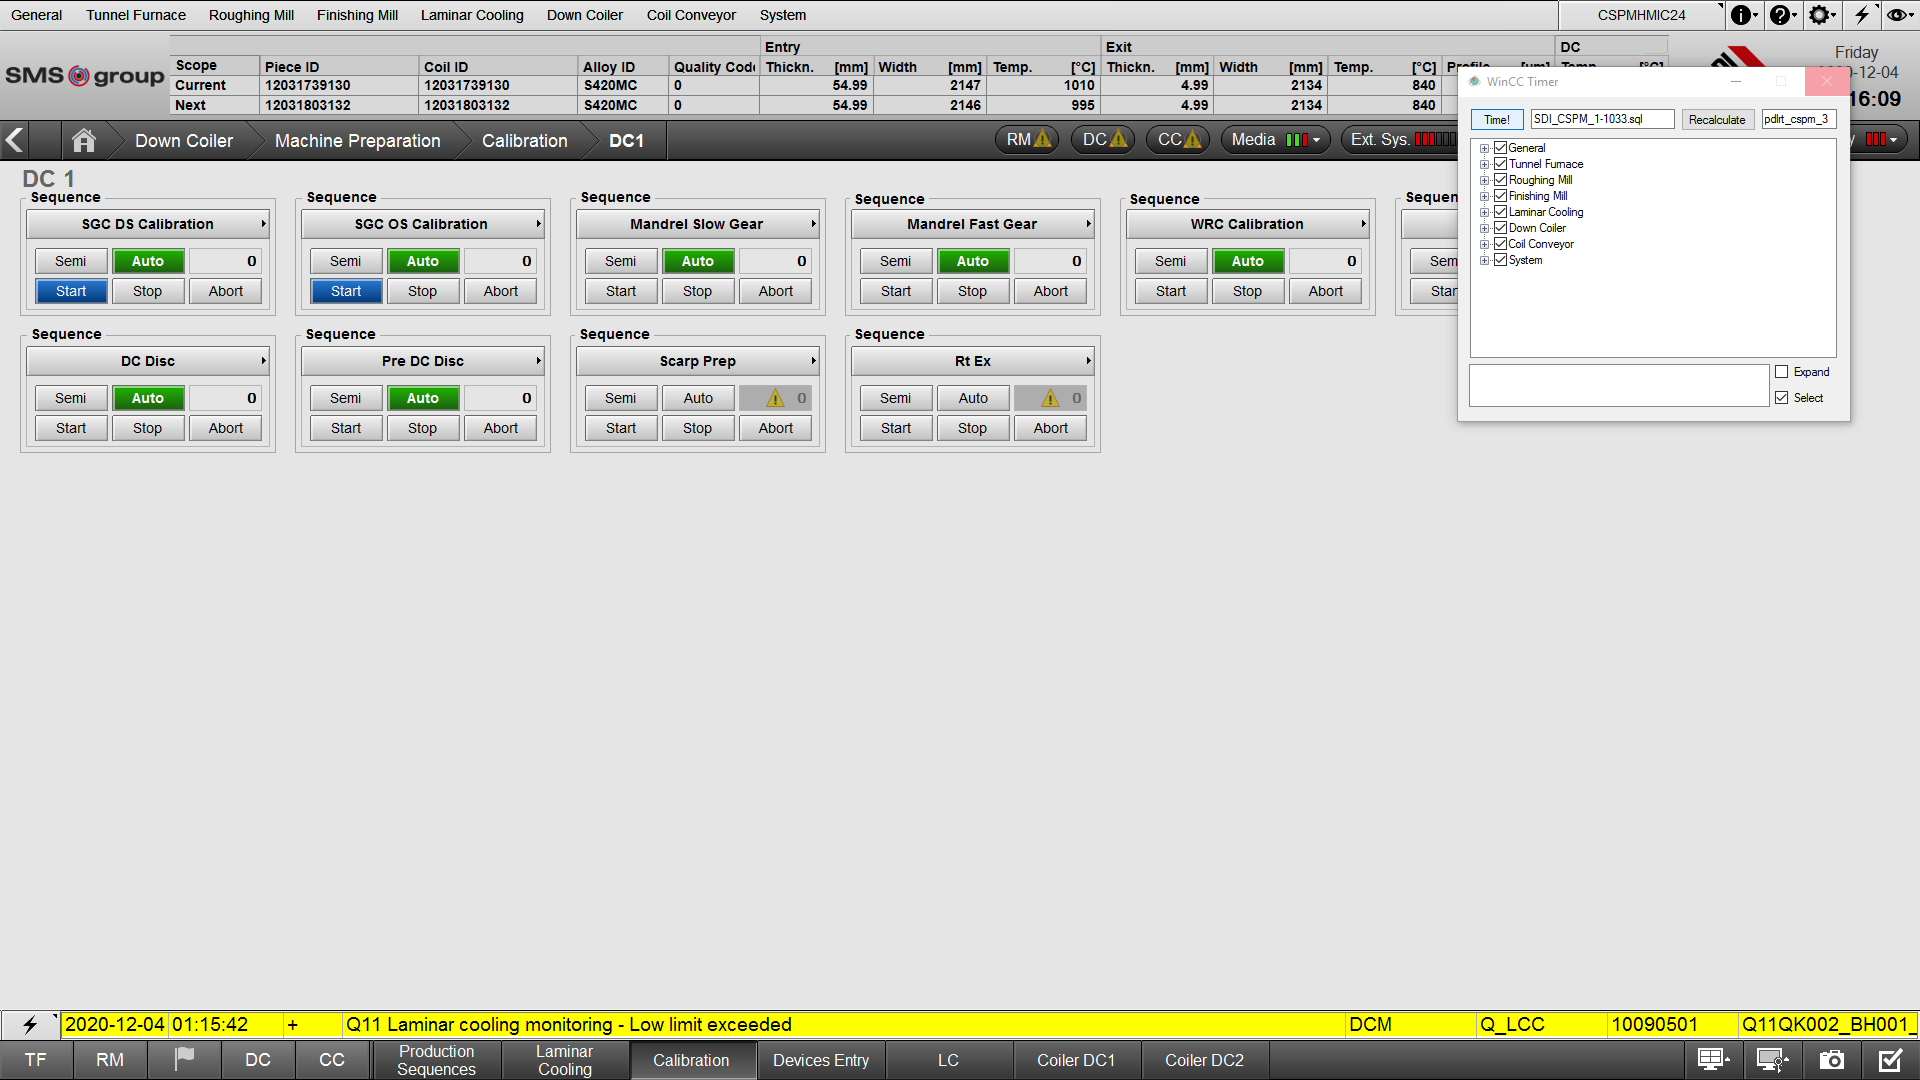 General Tunnel Furnace Roughing Mill Finishing Mill Laminar Cooling Down Coiler Coil Conveyor System CSPMHMIC24
Entry Exit DC
Scope Piece ID Coil ID Alloy ID Quality Code Thickn. [mm] Width [mm] Temp. [°C] Thickn. [mm] Width [mm] Temp. [°C]
Current 12031739130 12031739130 S420MC 0 54.99 2147 1010 4.99 2134 840
Next 12031803132 12031803132 S420MC 0 54.99 2146 995 4.99 2134 840
SMS group
Friday
-12-04
16:09
Down Coiler Machine Preparation Calibration DC1 RM DC CC Media Ext. Sys.
WinCC Timer
Time! SDI_CSPM_1-1033.sql Recalculate pdlrt_cspm_3
General
Tunnel Furnace
Roughing Mill
Finishing Mill
Laminar Cooling
Down Coiler
Coil Conveyor
System
Expand
Select
DC 1
Sequence Sequence Sequence Sequence Sequence Sequen
SGC DS Calibration SGC OS Calibration Mandrel Slow Gear Mandrel Fast Gear WRC Calibration
Semi Auto 0 Semi Auto 0 Semi Auto 0 Semi Auto 0 Semi Auto 0 Sem
Start Stop Abort Start Stop Abort Start Stop Abort Start Stop Abort Start Stop Abort Star
Sequence Sequence Sequence Sequence
DC Disc Pre DC Disc Scarp Prep Rt Ex
Semi Auto 0 Semi Auto 0 Semi Auto 0 Semi Auto 0
Start Stop Abort Start Stop Abort Start Stop Abort Start Stop Abort
2020-12-04 01:15:42 + Q11 Laminar cooling monitoring - Low limit exceeded DCM Q_LCC 10090501 Q11QK002_BH001_
TF RM DC CC Production Sequences Laminar Cooling Calibration Devices Entry LC Coiler DC1 Coiler DC2